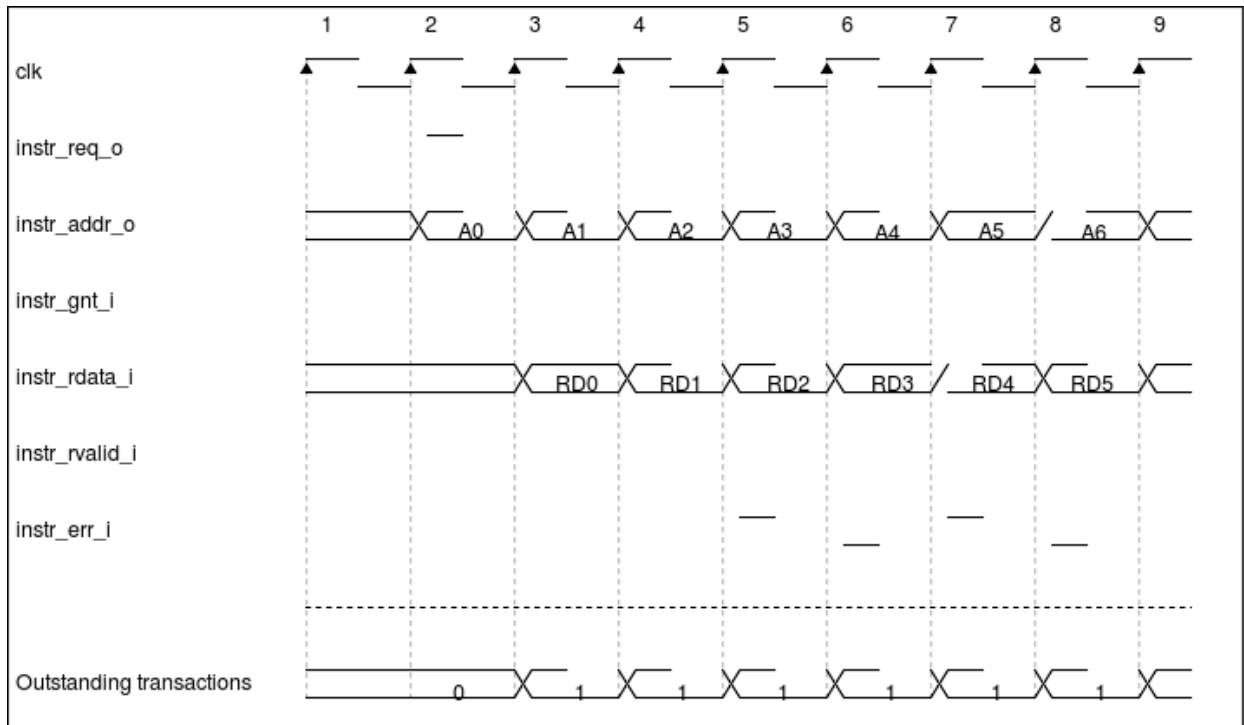 1 2 3 4 5 6 7 8 9
clk
instr_req_o
instr_addr_o A0 A1 A2 A3 A4 A5 A6
instr_gnt_i
instr_rdata_i RD0 RD1 RD2 RD3 RD4 RD5
instr_rvalid_i
instr_err_i
Outstanding transactions 0 1 1 1 1 1 1